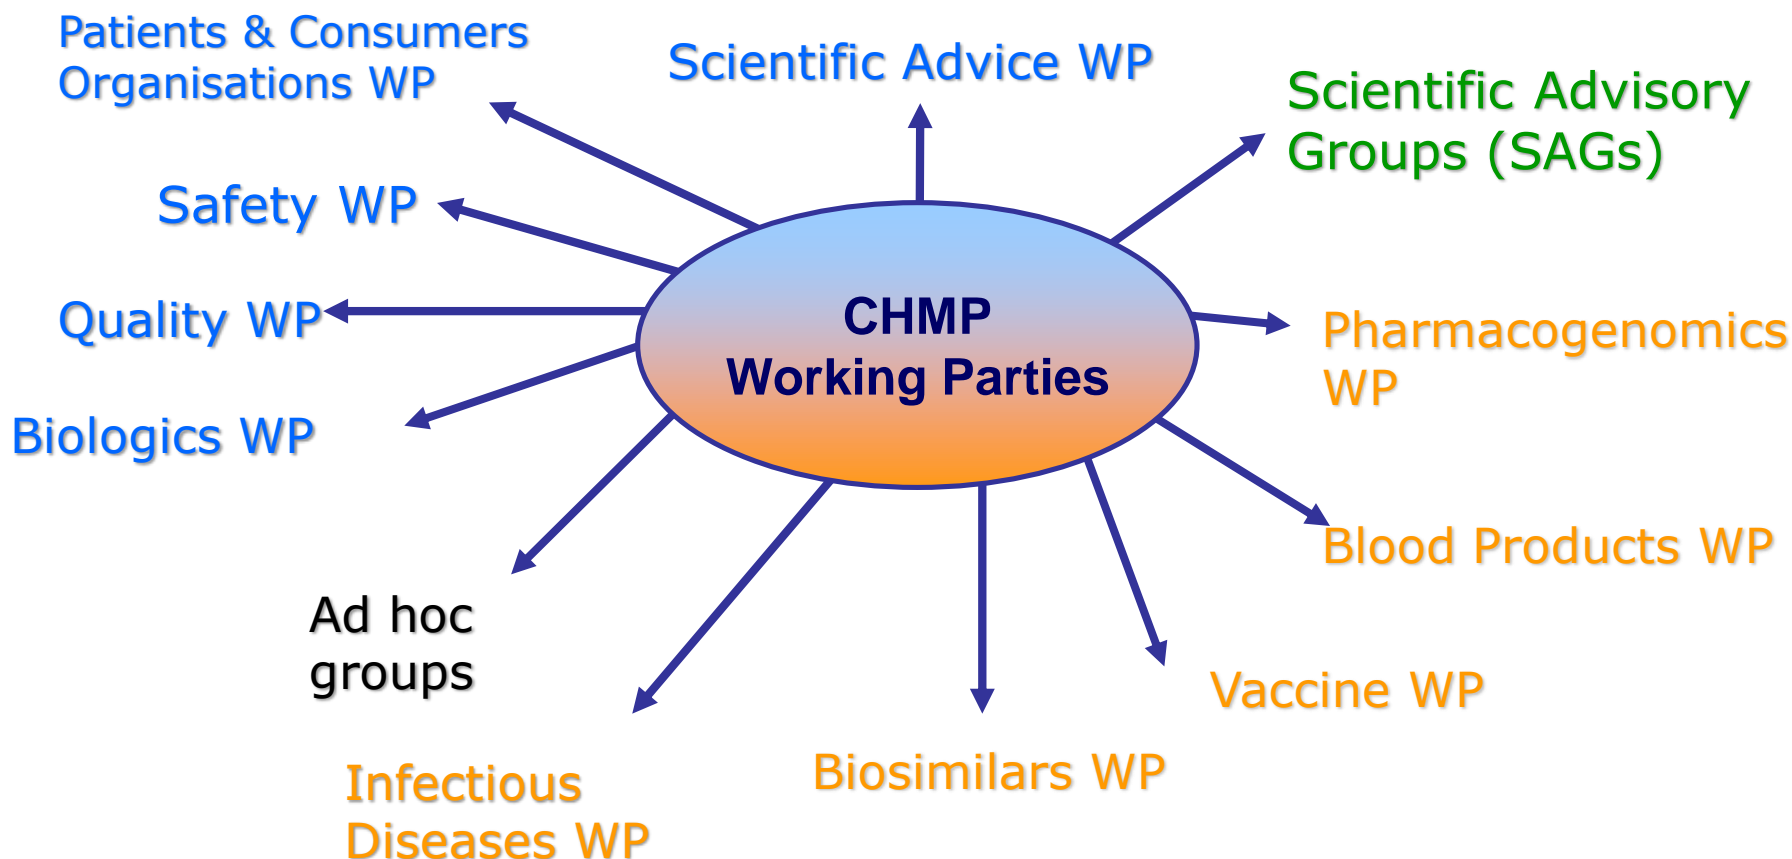 Patients & Consumers
Organisations WP
Scientific Advice WP
Scientific Advisory
Groups (SAGs)
Safety WP
Quality WP
CHMP
Working Parties
Pharmacogenomics
WP
Biologics WP
Blood Products WP
Ad hoc
groups
Vaccine WP
Infectious
Diseases WP
Biosimilars WP